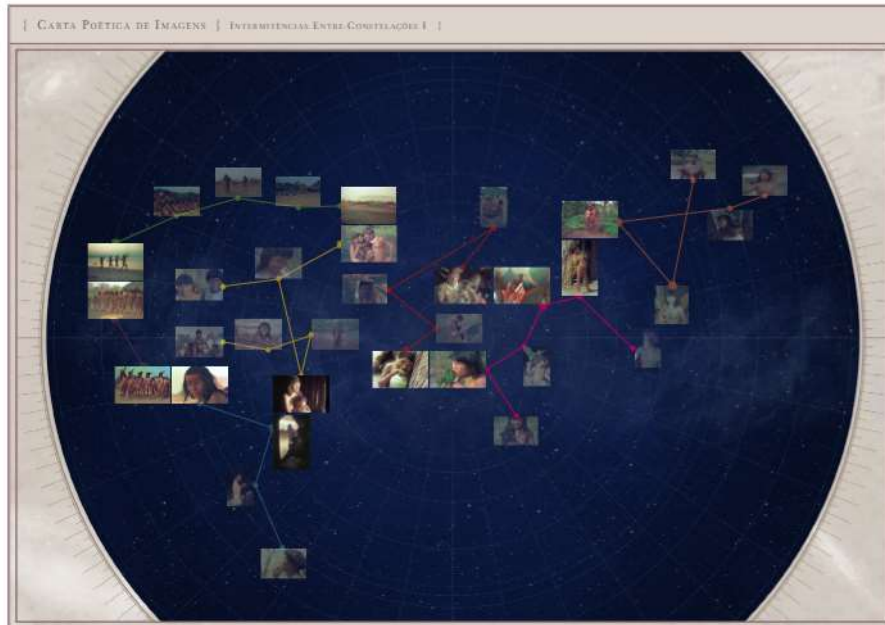 { Carta Poética de Imagens { Intermitências Entre-Constelações I }